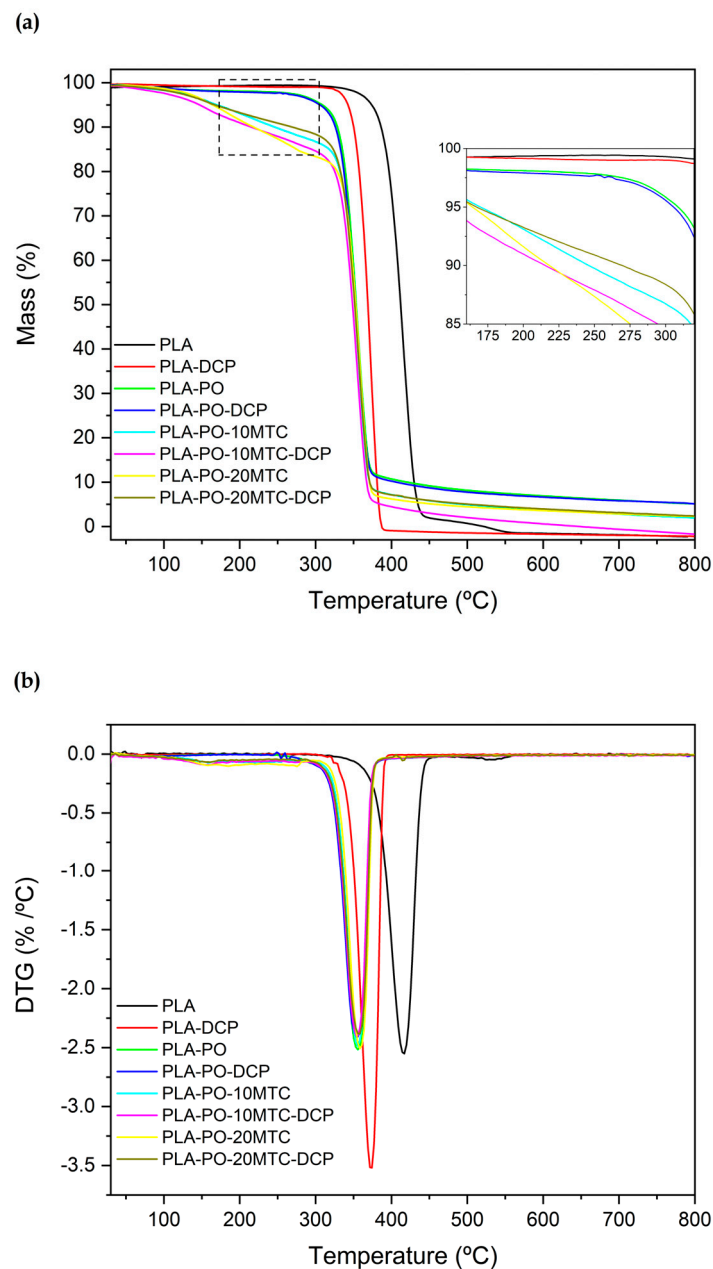 (a)
100
90
80
70
60
50
40
30
20
10
0
Mass (%)
100
95
90
85
175 200 225 250 275 300
PLA
PLA-DCP
PLA-PO
PLA-PO-DCP
PLA-PO-10MTC
PLA-PO-10MTC-DCP
PLA-PO-20MTC
PLA-PO-20MTC-DCP
100 200 300 400 500 600 700 800
Temperature (ºC)
(b)
0.0
-0.5
-1.0
-1.5
-2.0
-2.5
-3.0
-3.5
DTG (% /ºC)
PLA
PLA-DCP
PLA-PO
PLA-PO-DCP
PLA-PO-10MTC
PLA-PO-10MTC-DCP
PLA-PO-20MTC
PLA-PO-20MTC-DCP
100 200 300 400 500 600 700 800
Temperature (ºC)